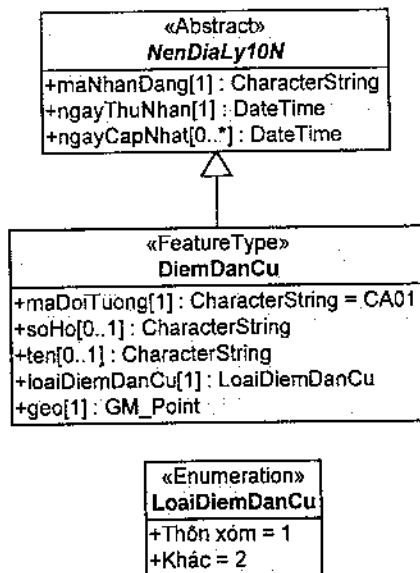 «Abstract»
NenDiaLy10N
+maNhanDang[1] : CharacterString
+ngayThuNhan[1] : DateTime
+ngayCapNhat[0..*] : DateTime
«FeatureType»
DiemDanCu
+maDoiTuong[1] : CharacterString = CA01
+soHo[0..1] : CharacterString
+ten[0..1] : CharacterString
+loaiDiemDanCu[1] : LoaiDiemDanCu
+geo[1] : GM_Point
«Enumeration»
LoaiDiemDanCu
+Thôn xóm = 1
+Khác = 2